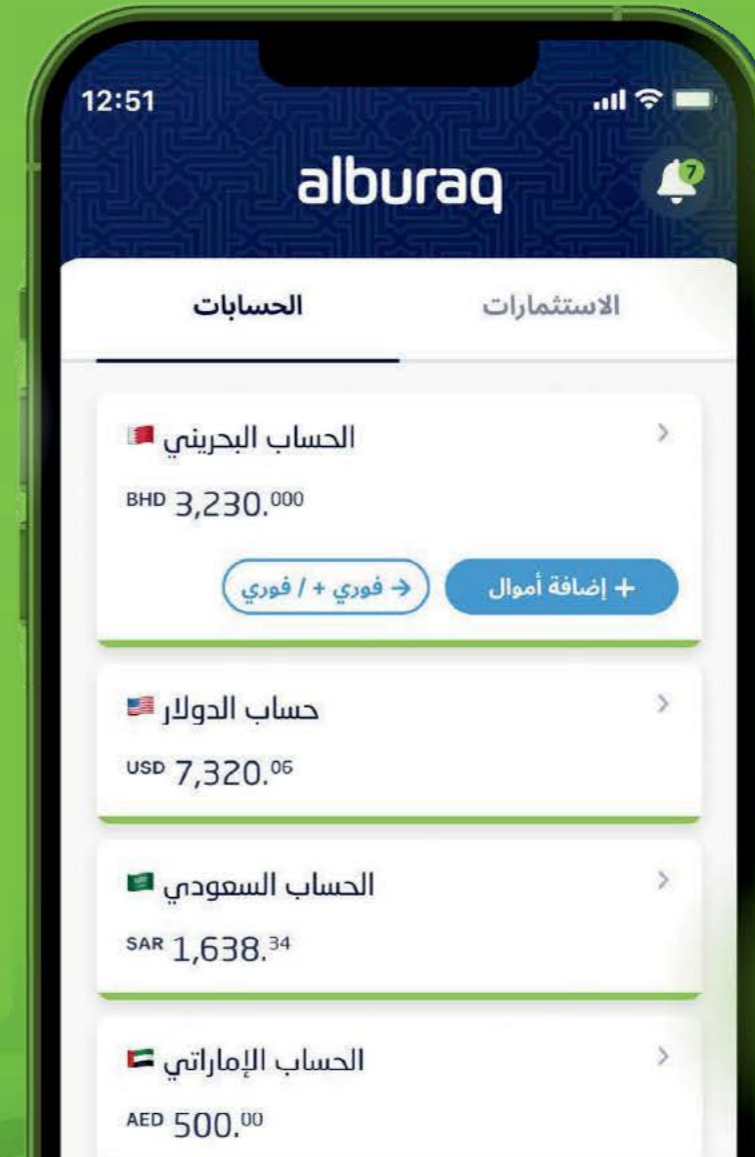 12:51
alburaq
7
الحسابات
الاستثمارات
الحساب البحريني
BHD 3,230.000
→ فوري + / فوري
+ إضافة أموال
حساب الدولار
USD 7,320.06
الحساب السعودي
SAR 1,638.34
الحساب الإماراتي
AED 500.00